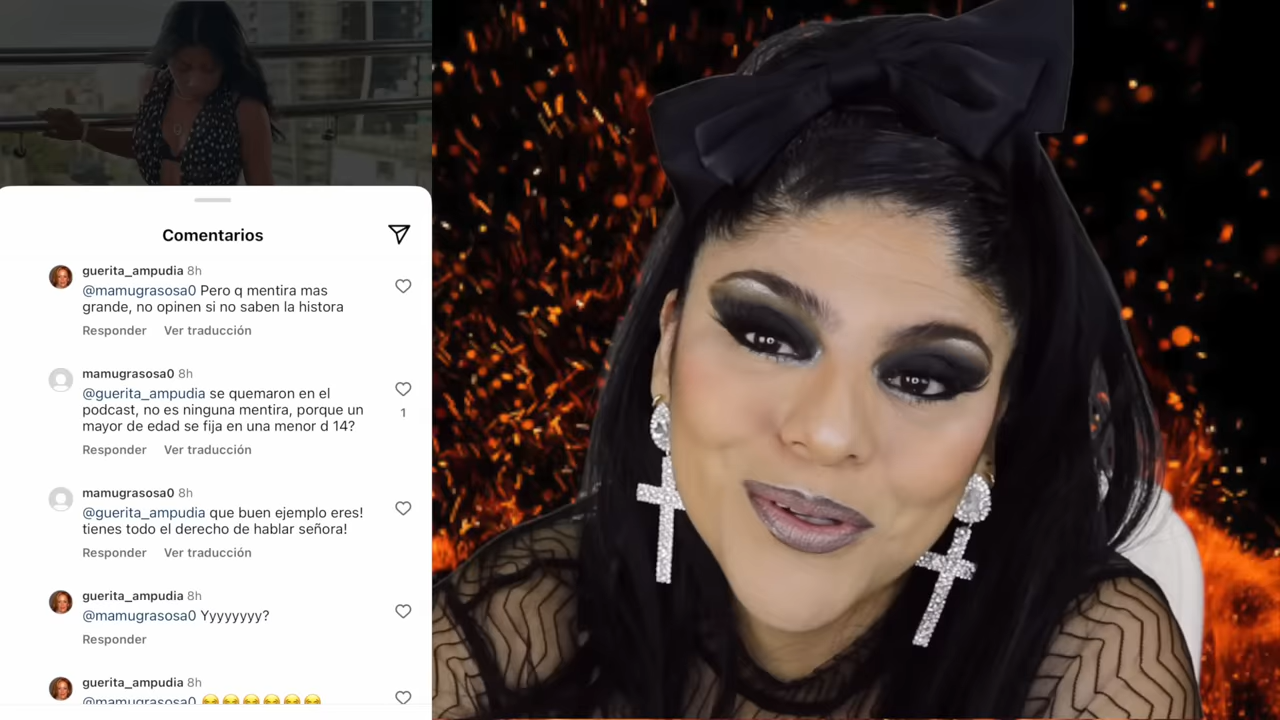 Comentarios
guerita_ampudia 8h
@mamugrasosa0 Pero q mentira mas
grande, no opinen si no saben la histora
Responder Ver traducción
mamugrasosa0 8h
@guerita_ampudia se quemaron en el
podcast, no es ninguna mentira, porque un
mayor de edad se fija en una menor d 14?
1
Responder Ver traducción
mamugrasosa0 8h
@guerita_ampudia que buen ejemplo eres!
tienes todo el derecho de hablar señora!
Responder Ver traducción
guerita_ampudia 8h
@mamugrasosa0 Yyyyyyyy?
Responder
guerita_ampudia 8h
@mamugrasosa0 😂😂😂😂😂😂